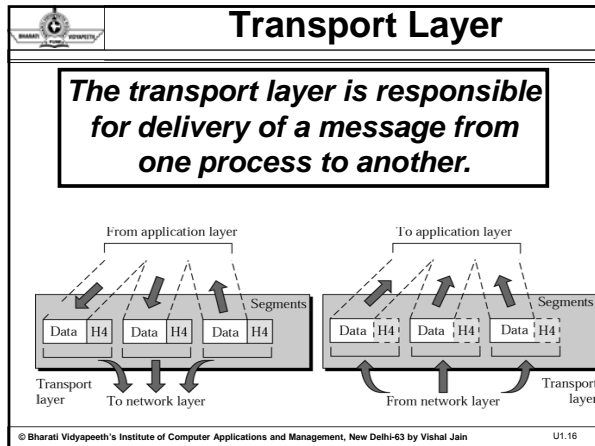 BHARATI VIDYAPEETH
PUNE
Transport Layer
The transport layer is responsible
for delivery of a message from
one process to another.
From application layer
Segments
Data H4 Data H4 Data H4
Transport
layer
To network layer
To application layer
Segments
Data H4 Data H4 Data H4
From network layer
Transport
layer
© Bharati Vidyapeeth's Institute of Computer Applications and Management, New Delhi-63 by Vishal Jain
U1.16